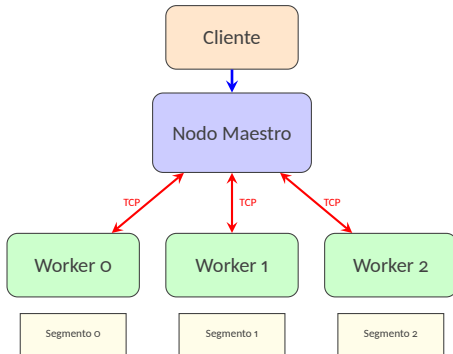 Cliente
Nodo Maestro
TCP
TCP
TCP
Worker 0
Worker 1
Worker 2
Segmento 0
Segmento 1
Segmento 2